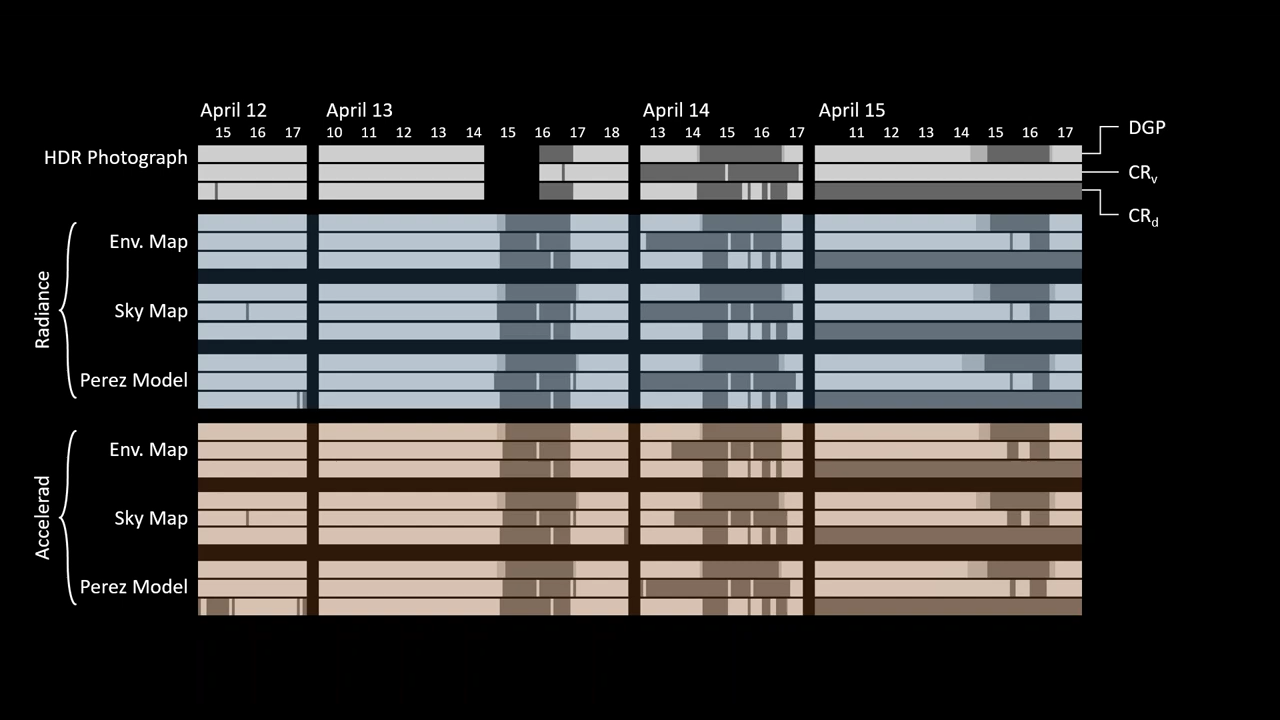 April 12 April 13 April 14 April 15
15 16 17 10 11 12 13 14 15 16 17 18 13 14 15 16 17 11 12 13 14 15 16 17
DGP
HDR Photograph
CRv
CRd
Radiance
Env. Map
Sky Map
Perez Model
Accelerad
Env. Map
Sky Map
Perez Model